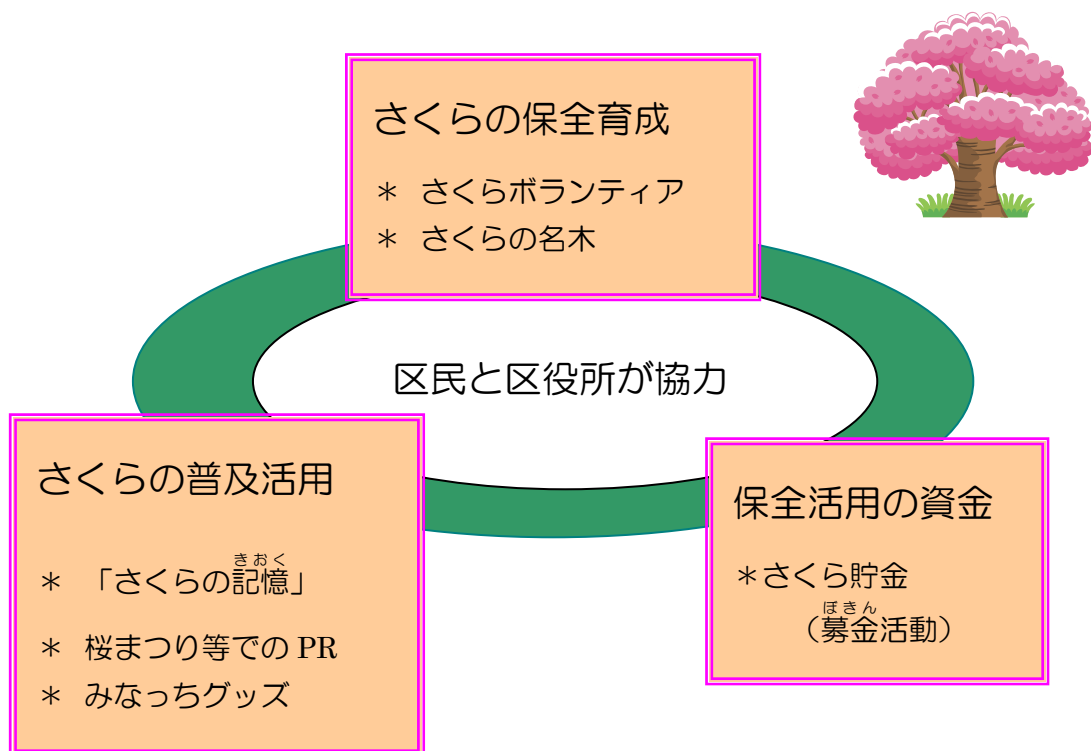 さくらの保全育成
＊ さくらボランティア
＊ さくらの名木
区民と区役所が協力
さくらの普及活用
きおく
＊ 「さくらの記憶」
＊ 桜まつり等での PR
＊ みなっちグッズ
保全活用の資金
＊さくら貯金
ぼきん
（募金活動）